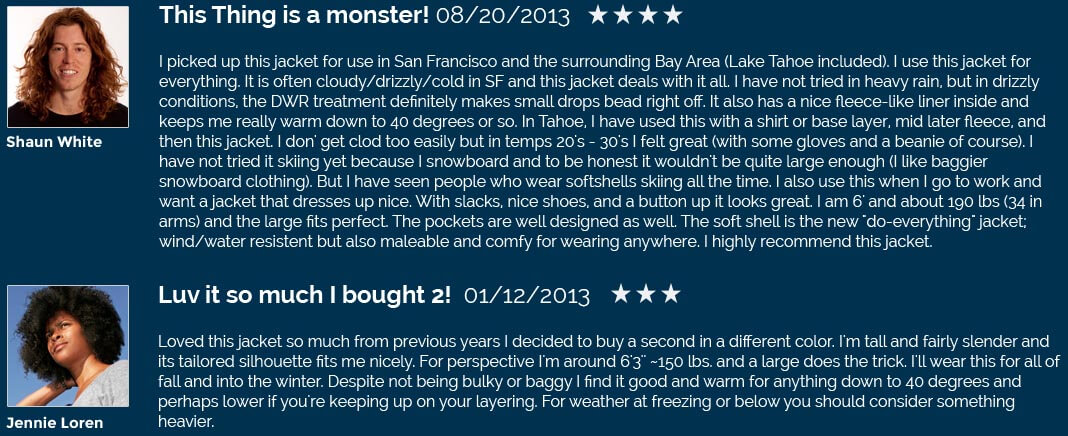 This Thing is a monster! 08/20/2013 ★★★★
I picked up this jacket for use in San Francisco and the surrounding Bay Area (Lake Tahoe included). I use this jacket for
everything. It is often cloudy/drizzly/cold in SF and this jacket deals with it all. I have not tried in heavy rain, but in drizzly
conditions, the DWR treatment definitely makes small drops bead right off. It also has a nice fleece-like liner inside and
keeps me really warm down to 40 degrees or so. In Tahoe, I have used this with a shirt or base layer, mid later fleece, and
then this jacket. I don' get clod too easily but in temps 20's - 30's I felt great (with some gloves and a beanie of course). I
have not tried it skiing yet because I snowboard and to be honest it wouldn't be quite large enough (I like baggier
snowboard clothing). But I have seen people who wear softshells skiing all the time. I also use this when I go to work and
want a jacket that dresses up nice. With slacks, nice shoes, and a button up it looks great. I am 6' and about 190 lbs (34 in
arms) and the large fits perfect. The pockets are well designed as well. The soft shell is the new "do-everything" jacket;
wind/water resistent but also maleable and comfy for wearing anywhere. I highly recommend this jacket.
Shaun White
Luv it so much I bought 2! 01/12/2013 ★★★
Loved this jacket so much from previous years I decided to buy a second in a different color. I'm tall and fairly slender and
its tailored silhouette fits me nicely. For perspective I'm around 6'3'' ~150 lbs. and a large does the trick. I'll wear this for all of
fall and into the winter. Despite not being bulky or baggy I find it good and warm for anything down to 40 degrees and
perhaps lower if you're keeping up on your layering. For weather at freezing or below you should consider something
heavier.
Jennie Loren